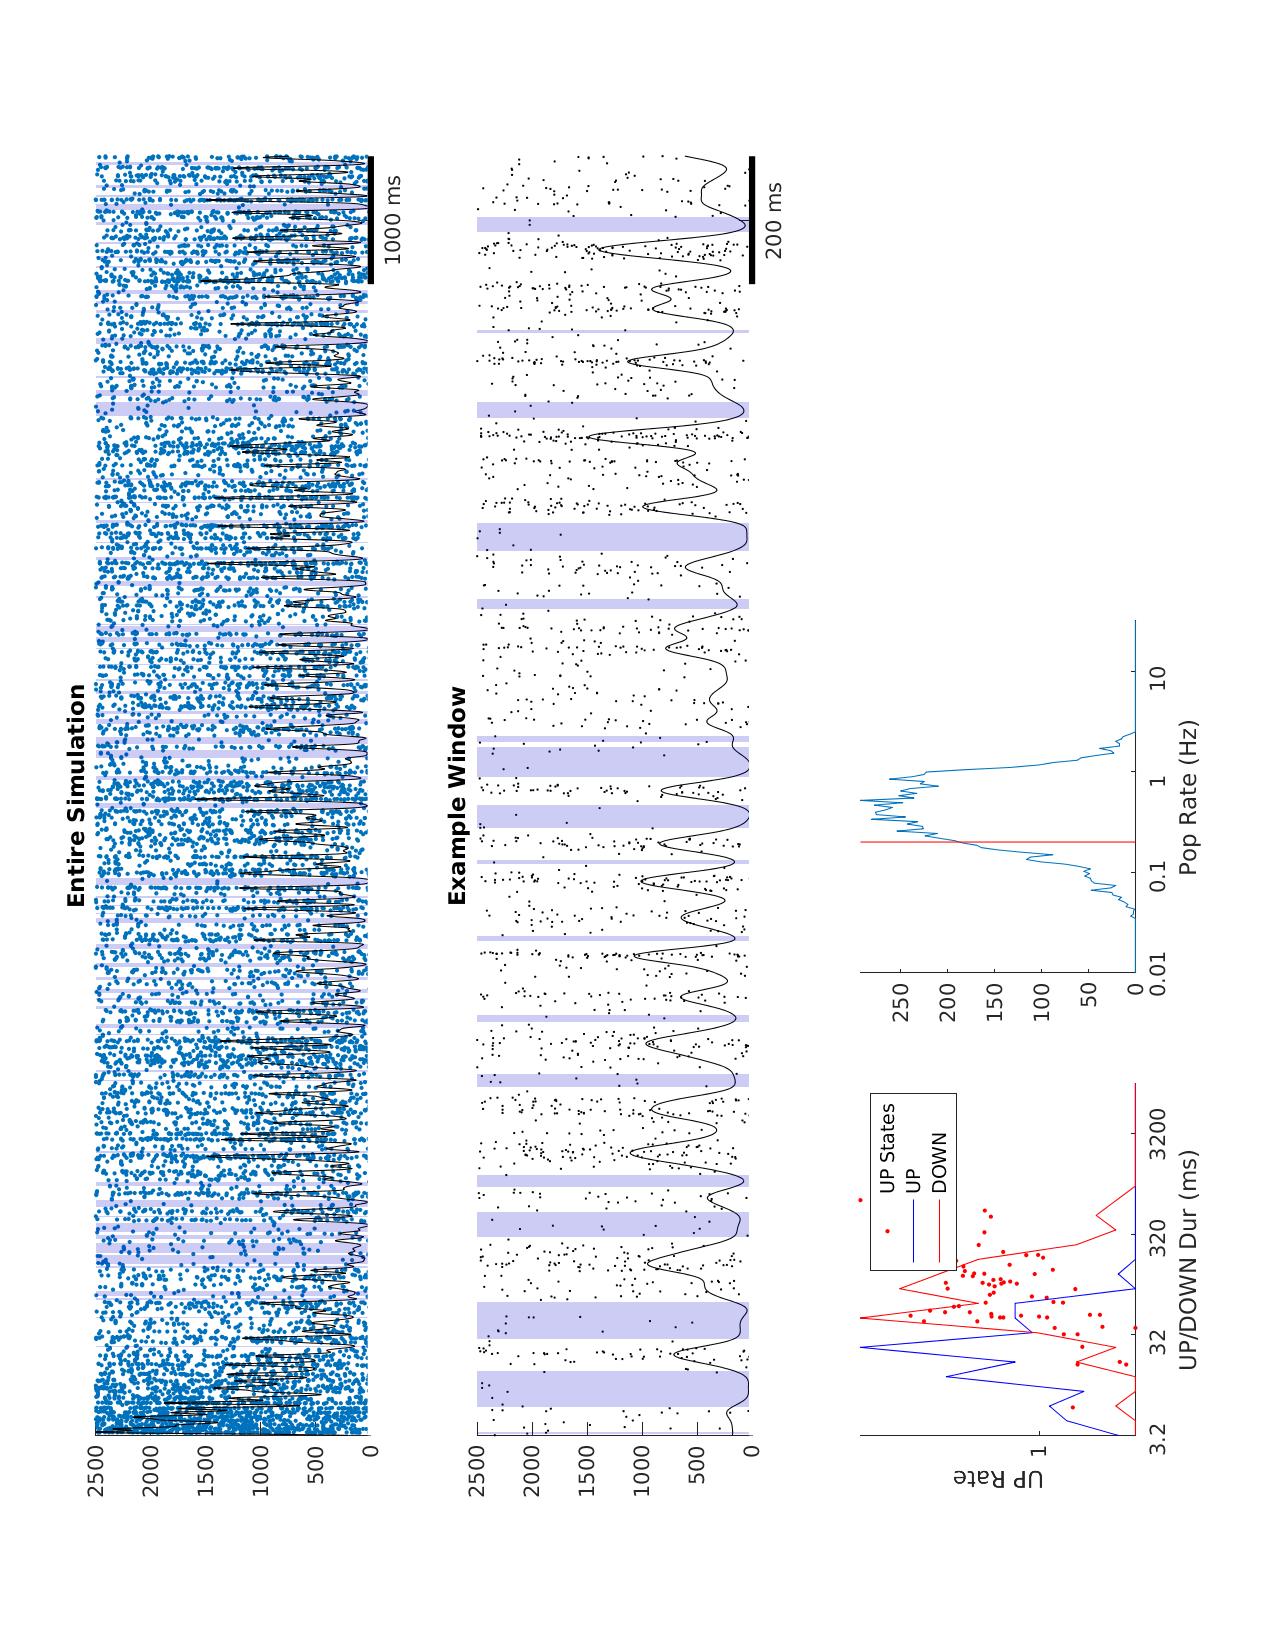 Entire Simulation
2500
2000
1500
1000
500
0
1000 ms
Example Window
2500
2000
1500
1000
500
0
200 ms
UP Rate
1
UP States
UP
DOWN
3.2 32 320 3200
UP/DOWN Dur (ms)
250
200
150
100
50
0
0.01 0.1 1 10
Pop Rate (Hz)